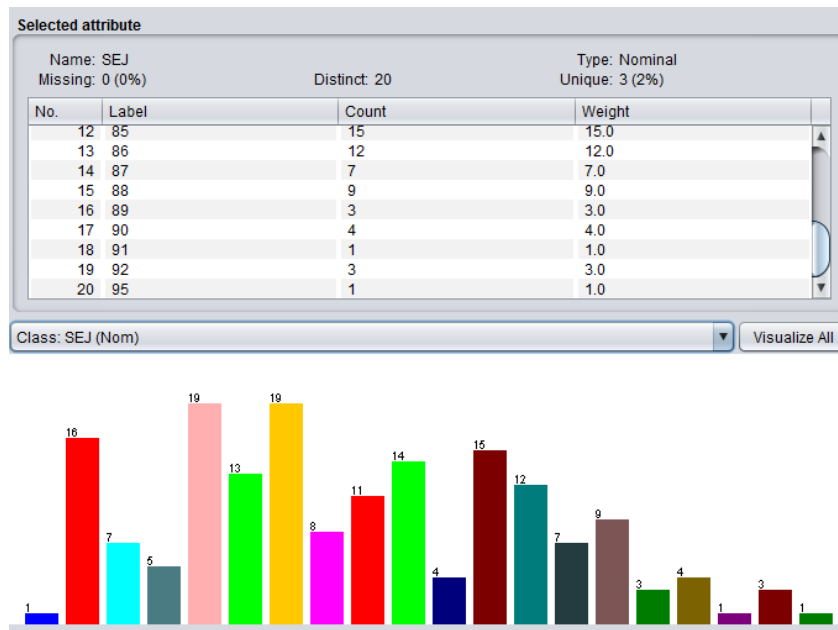 Selected attribute
Name: SEJ Type: Nominal
Missing: 0 (0%) Distinct: 20 Unique: 3 (2%)
No. Label Count Weight
12 85 15 15.0
13 86 12 12.0
14 87 7 7.0
15 88 9 9.0
16 89 3 3.0
17 90 4 4.0
18 91 1 1.0
19 92 3 3.0
20 95 1 1.0
Class: SEJ (Nom) Visualize All
1 16 7 5 19 13 19 8 11 14 4 15 12 7 9 3 4 1 3 1